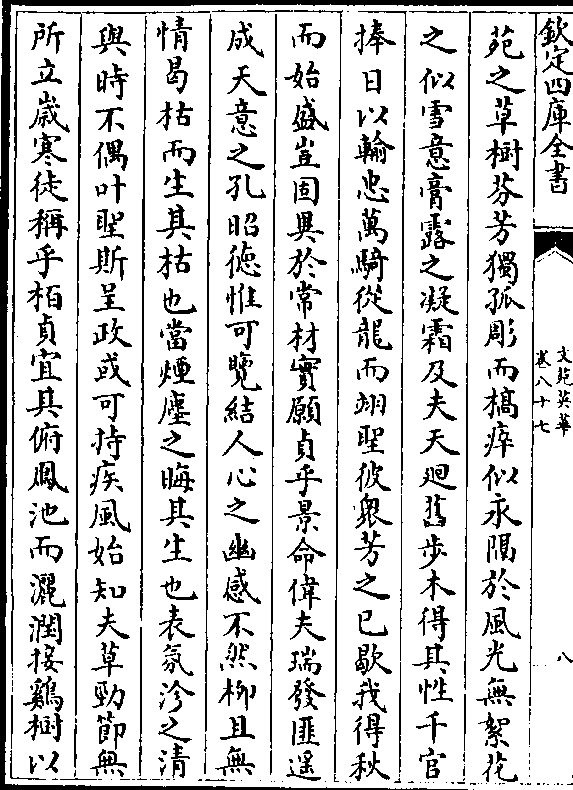 欽定四庫全書
文苑英華
卷八十七
八
苑之草樹芬芳獨孤彫而槁瘁似永隔於風光無絮花
之似雪意膏露之凝霜及夫天廻舊步木得其性千官
捧日以輸忠萬騎從龍而翊聖彼衆芳之已歇我得秋
而始盛豈固異於常材實願貞乎景命偉夫瑞發匪遥
成天意之孔昭徳惟可覽結人心之幽感不然柳且無
情曷枯而生其枯也當煙塵之晦其生也表氛沴之清
與時不偶叶聖斯呈政或可持疾風始知夫草勁節無
所立歳寒徒稱乎栢貞宜其俯鳳池而灑潤接鷄樹以